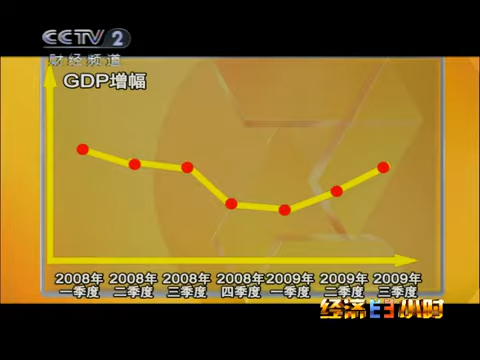 CCTV 2
财经频道
GDP增幅
2008年 2008年 2008年 2008年 2009年 2009年 2009年
一季度 二季度 三季度 四季度 一季度 二季度 三季度
经济半小时